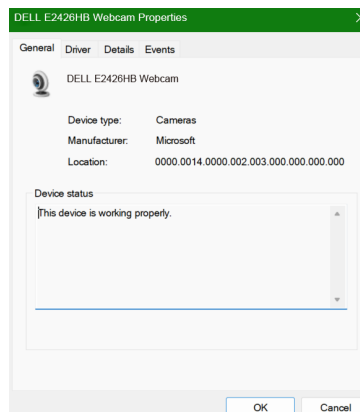 DELL E2426HB Webcam Properties
General Driver Details Events
DELL E2426HB Webcam
Device type: Cameras
Manufacturer: Microsoft
Location: 0000.0014.0000.002.003.000.000.000.000
Device status
This device is working properly.
OK Cancel